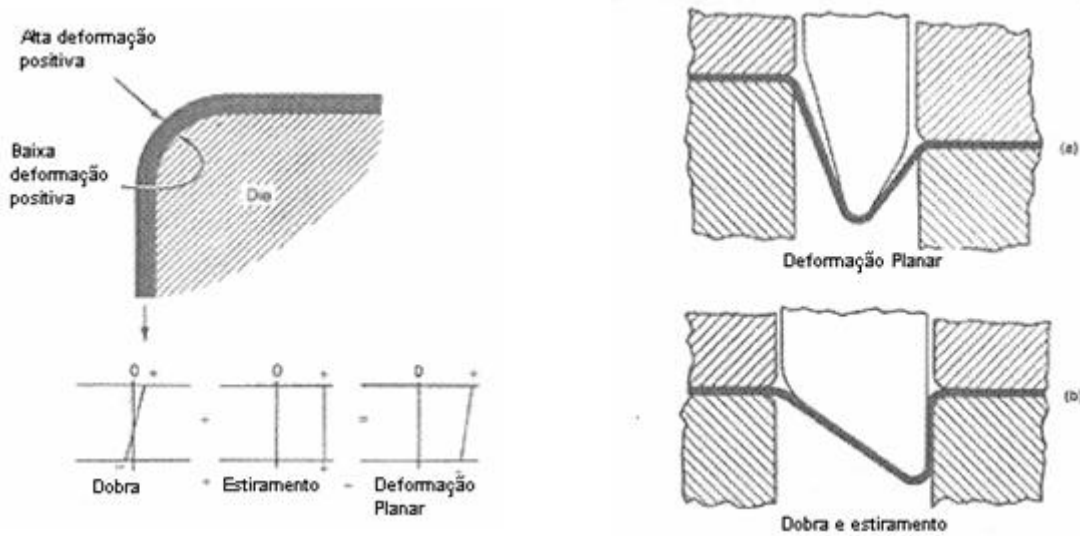 Alta deformação
positiva
Baixa
deformação
positiva
Die
0 + 0 + 0 +
+ =
- +
Dobra + Estiramento = Deformação
Planar
(a)
Deformação Planar
(b)
Dobra e estiramento